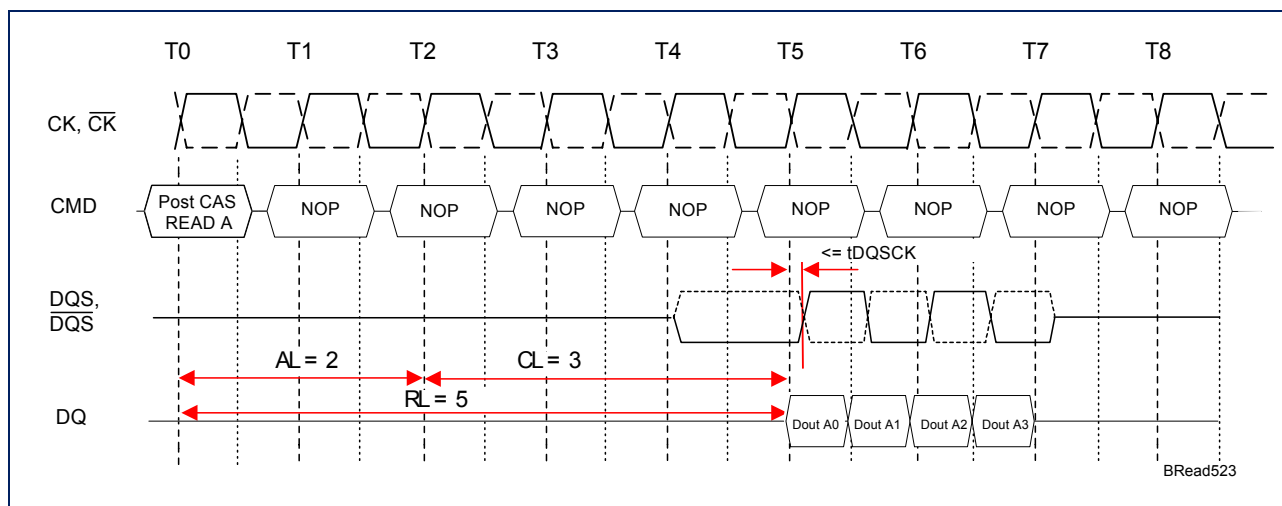 T0 T1 T2 T3 T4 T5 T6 T7 T8
CK, C̅K̅
CMD
Post CAS
READ A
NOP NOP NOP NOP NOP NOP NOP NOP
<= tDQSCK
DQS,
D̅Q̅S̅
AL = 2 CL = 3
RL = 5
DQ
Dout A0 Dout A1 Dout A2 Dout A3
BRead523